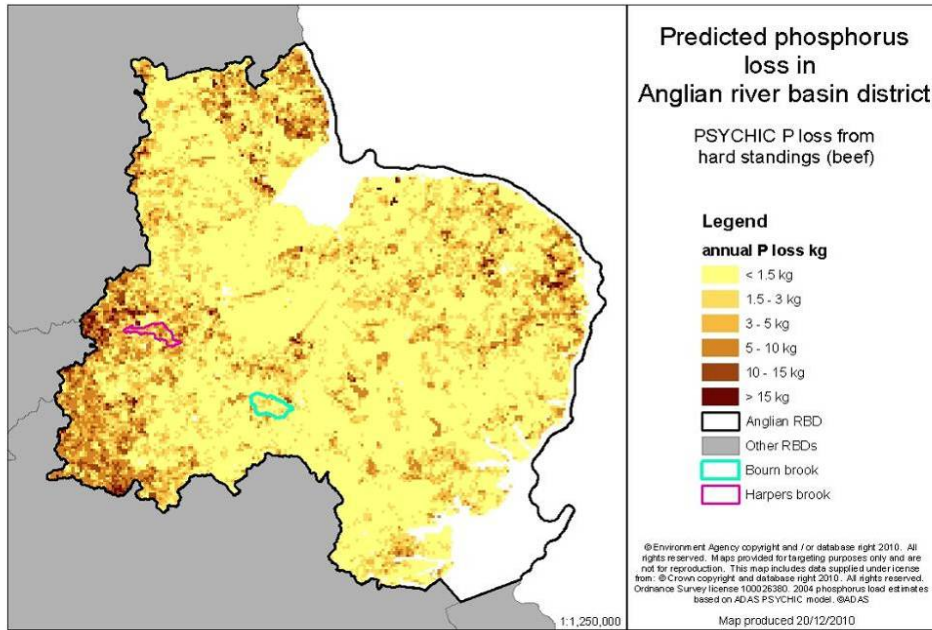 Predicted phosphorus
loss in
Anglian river basin district
PSYCHIC P loss from
hard standings (beef)
Legend
annual P loss kg
< 1.5 kg
1.5 - 3 kg
3 - 5 kg
5 - 10 kg
10 - 15 kg
> 15 kg
Anglian RBD
Other RBDs
Bourn brook
Harpers brook
© Environment Agency copyright and / or database right 2010. All
rights reserved. Maps provided for targeting purposes only and are
not for reproduction. This map includes data supplied under license
from: © Crown copyright and database right 2010. All rights reserved.
Ordnance Survey license 100026380. 2004 phosphorus load estimates
based on ADAS PSYCHIC model. ©ADAS
Map produced 20/12/2010
1:1,250,000